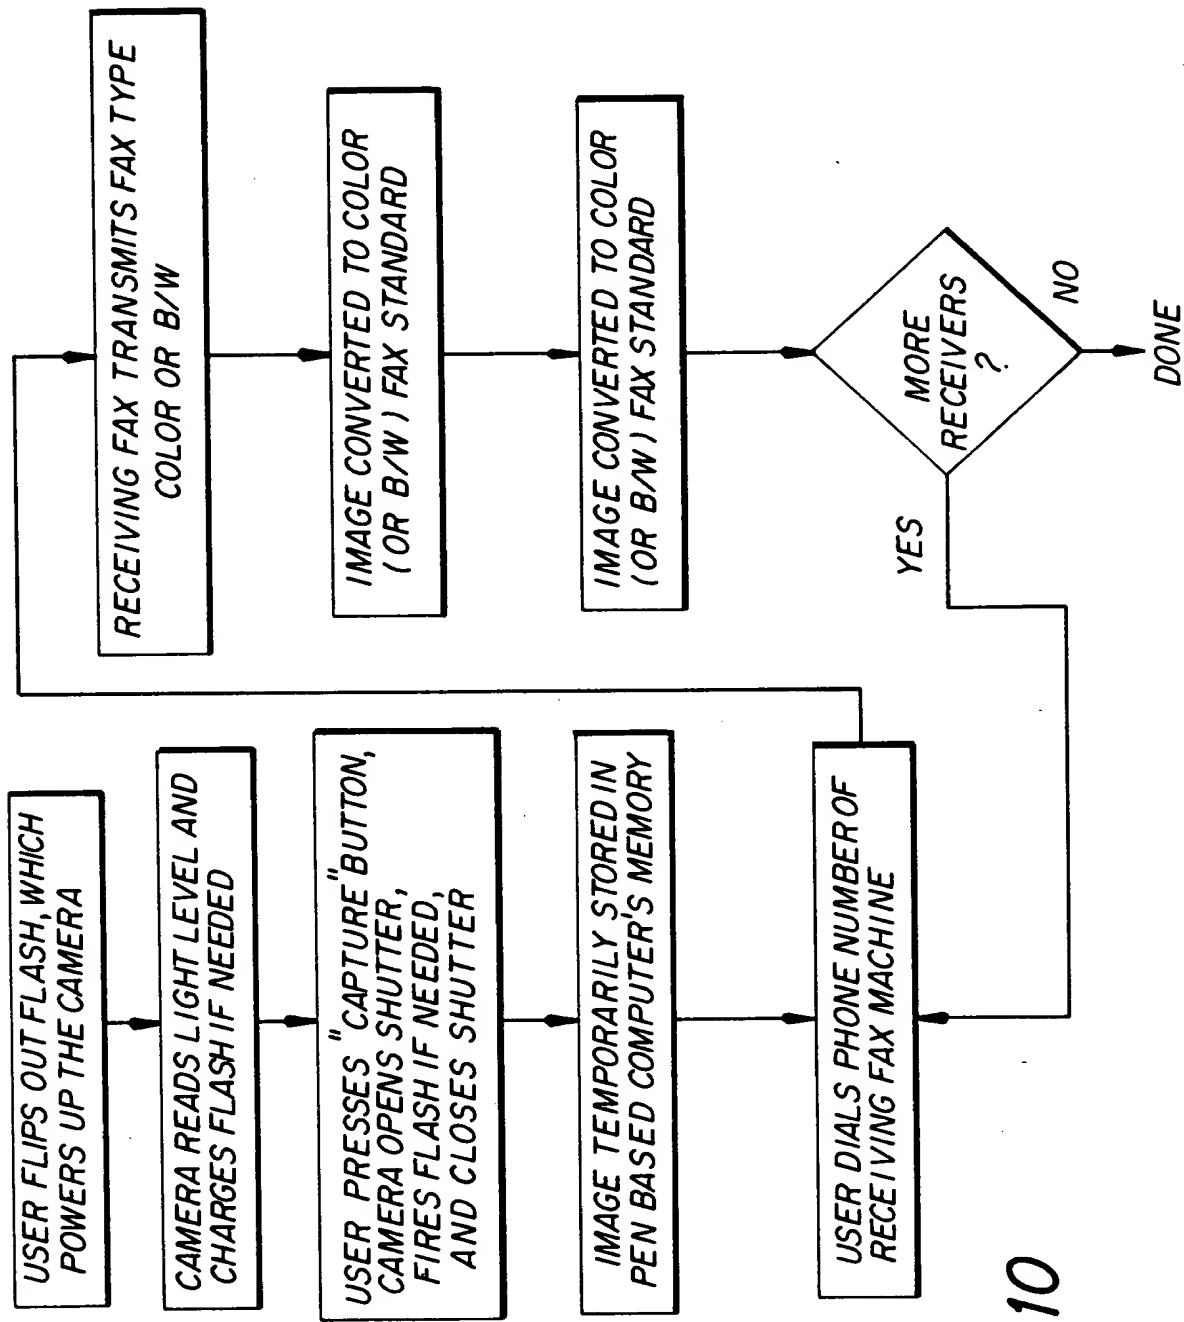 USER FLIPS OUT FLASH, WHICH
POWERS UP THE CAMERA
CAMERA READS LIGHT LEVEL AND
CHARGES FLASH IF NEEDED
USER PRESSES "CAPTURE" BUTTON,
CAMERA OPENS SHUTTER,
FIRES FLASH IF NEEDED,
AND CLOSES SHUTTER
IMAGE TEMPORARILY STORED IN
PEN BASED COMPUTER'S MEMORY
USER DIALS PHONE NUMBER OF
RECEIVING FAX MACHINE
RECEIVING FAX TRANSMITS FAX TYPE
COLOR OR B/W
IMAGE CONVERTED TO COLOR
(OR B/W) FAX STANDARD
IMAGE CONVERTED TO COLOR
(OR B/W) FAX STANDARD
MORE
RECEIVERS
?
YES
NO
DONE
10